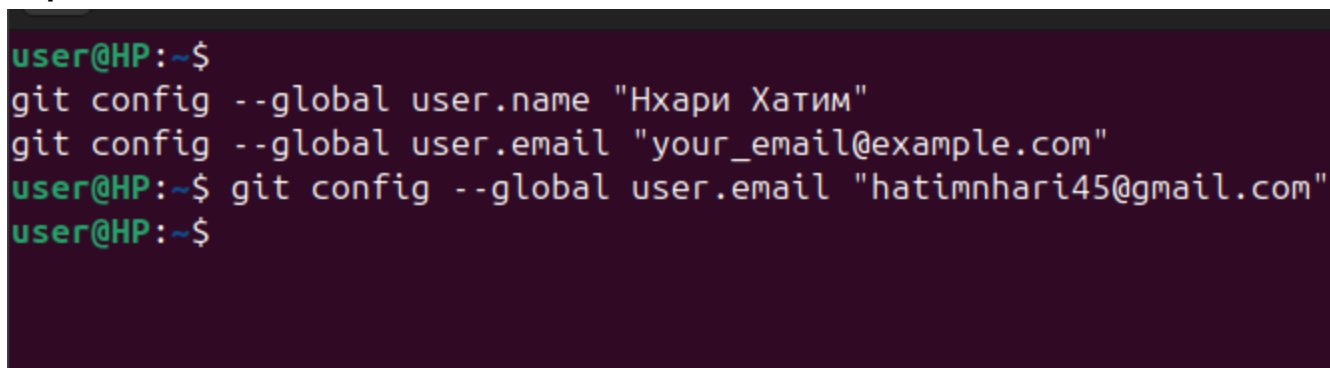 user@HP:~$
git config --global user.name "Нхари Хатим"
git config --global user.email "your_email@example.com"
user@HP:~$ git config --global user.email "hatimnhari45@gmail.com"
user@HP:~$